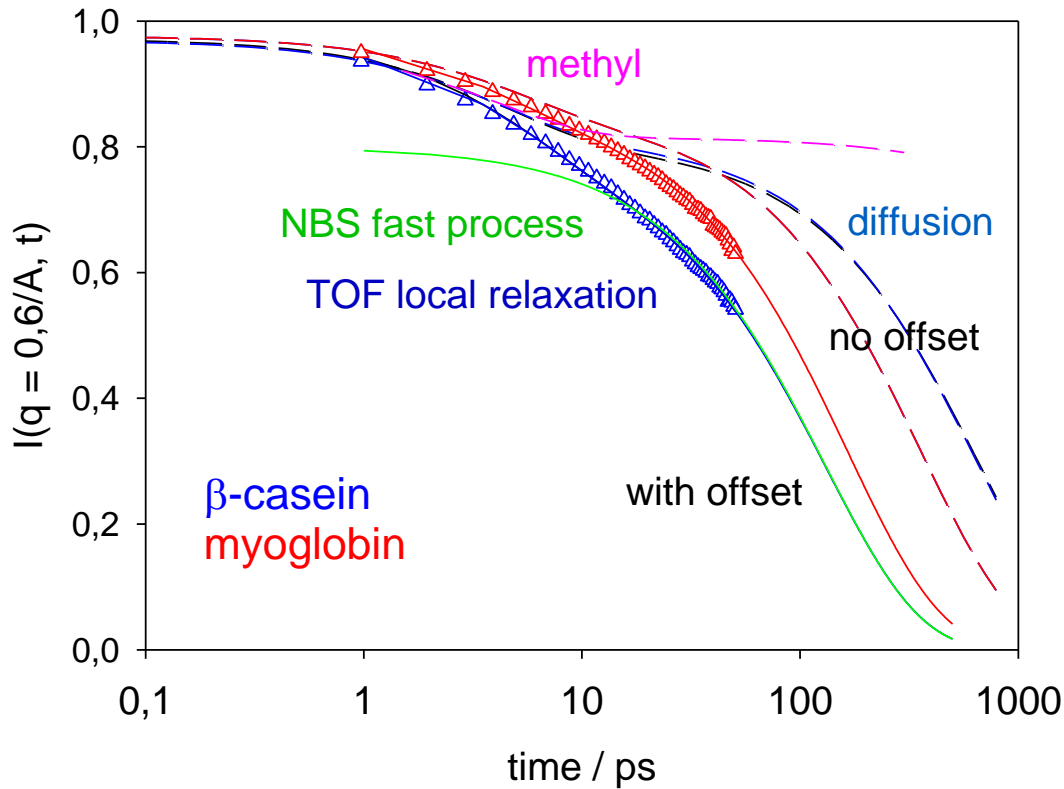 1,0
0,8
0,6
0,4
0,2
0,0
I(q = 0,6/A, t)
methyl
NBS fast process
diffusion
TOF local relaxation
no offset
with offset
β-casein
myoglobin
0,1 1 10 100 1000
time / ps